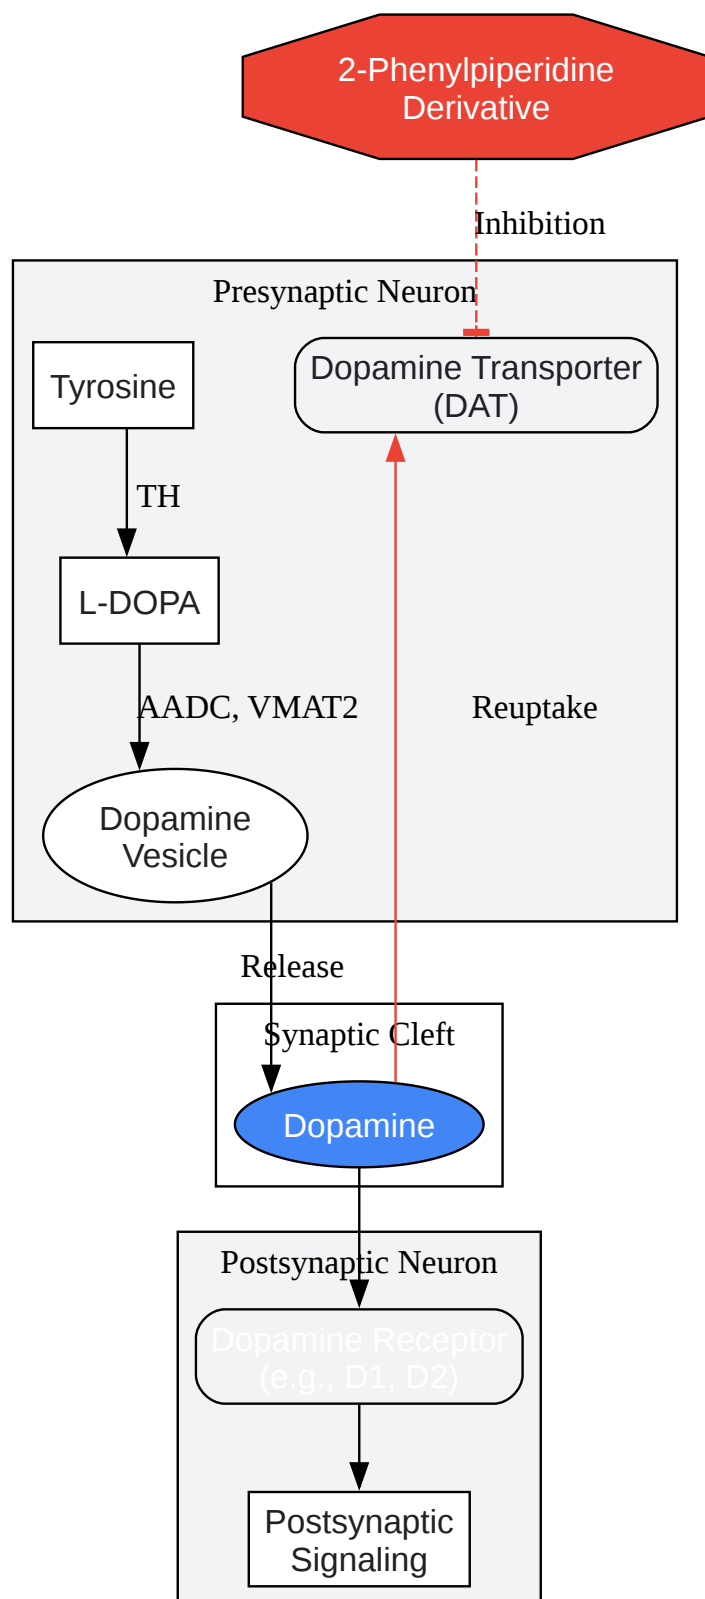 2-Phenylpiperidine
Derivative
Inhibition
Presynaptic Neuron
Tyrosine
Dopamine Transporter
(DAT)
TH
L-DOPA
AADC, VMAT2
Reuptake
Dopamine
Vesicle
Release
Synaptic Cleft
Dopamine
Postsynaptic Neuron
Dopamine Receptor
(e.g., D1, D2)
Postsynaptic
Signaling